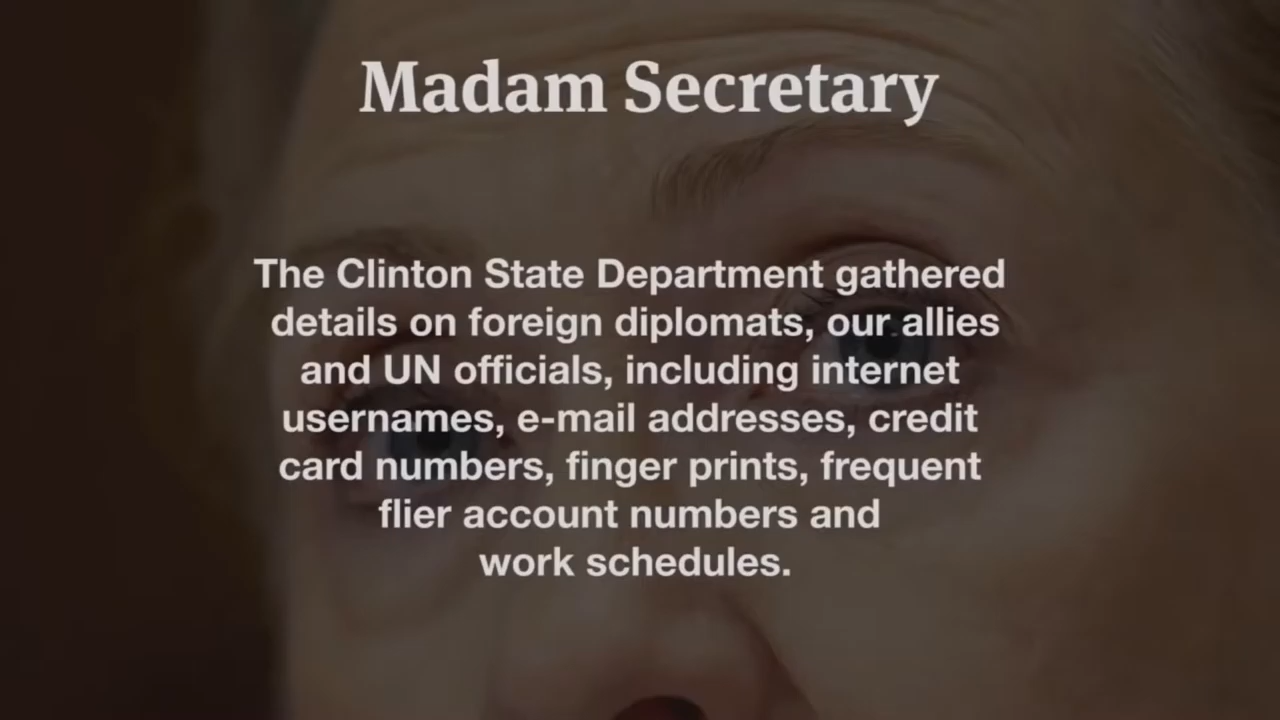 Madam Secretary
The Clinton State Department gathered
details on foreign diplomats, our allies
and UN officials, including internet
usernames, e-mail addresses, credit
card numbers, finger prints, frequent
flier account numbers and
work schedules.